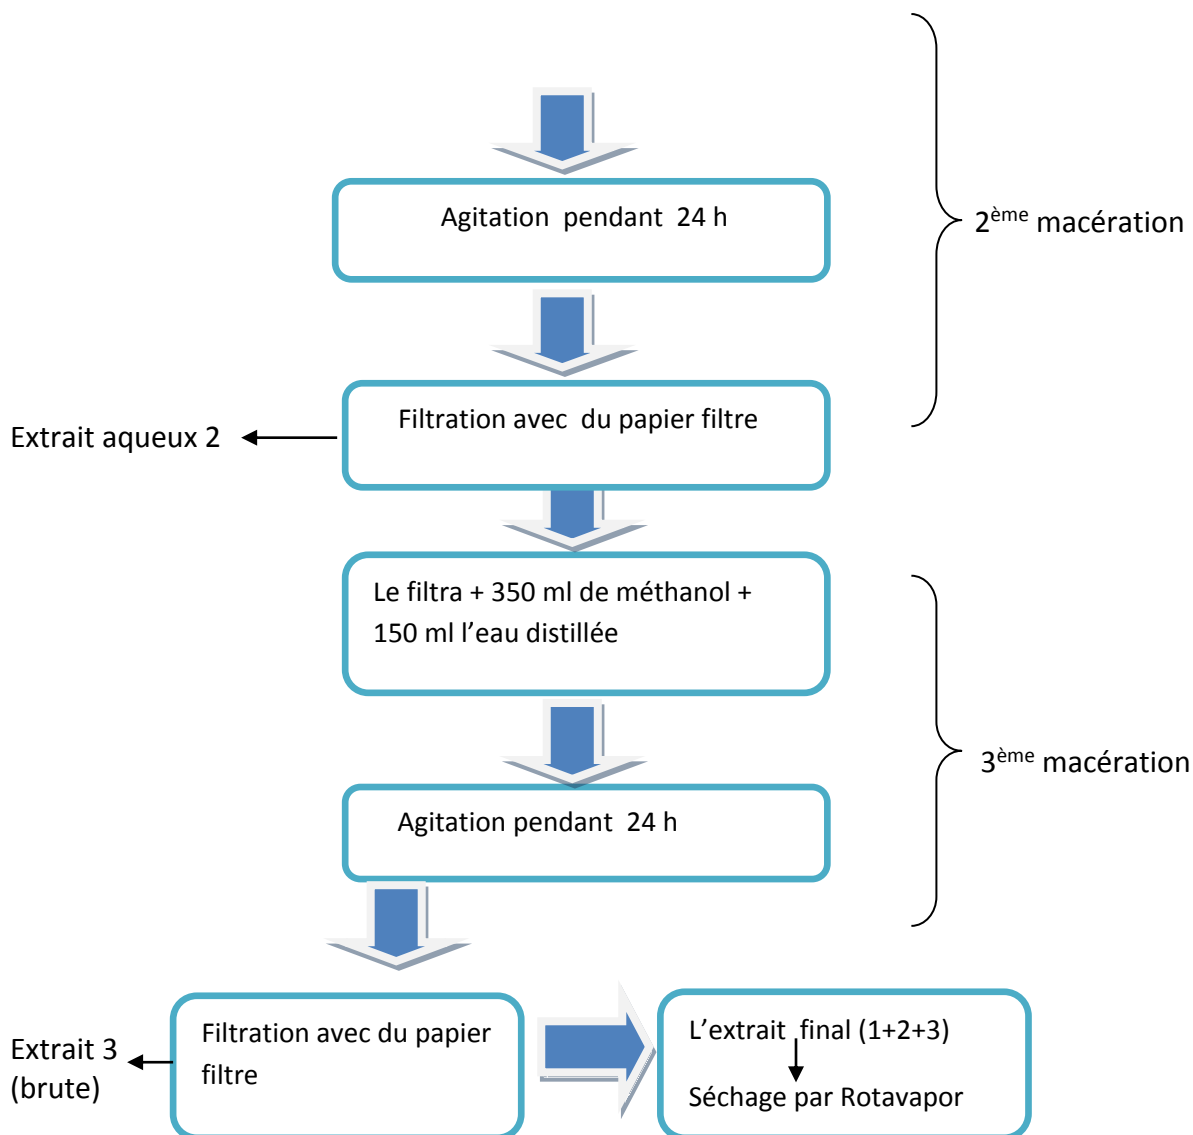 Agitation pendant 24 h
2ème macération
Filtration avec du papier filtre
Extrait aqueux 2
Le filtra + 350 ml de méthanol +
150 ml l’eau distillée
3ème macération
Agitation pendant 24 h
Filtration avec du papier
filtre
Extrait 3
(brute)
L’extrait final (1+2+3)
Séchage par Rotavapor